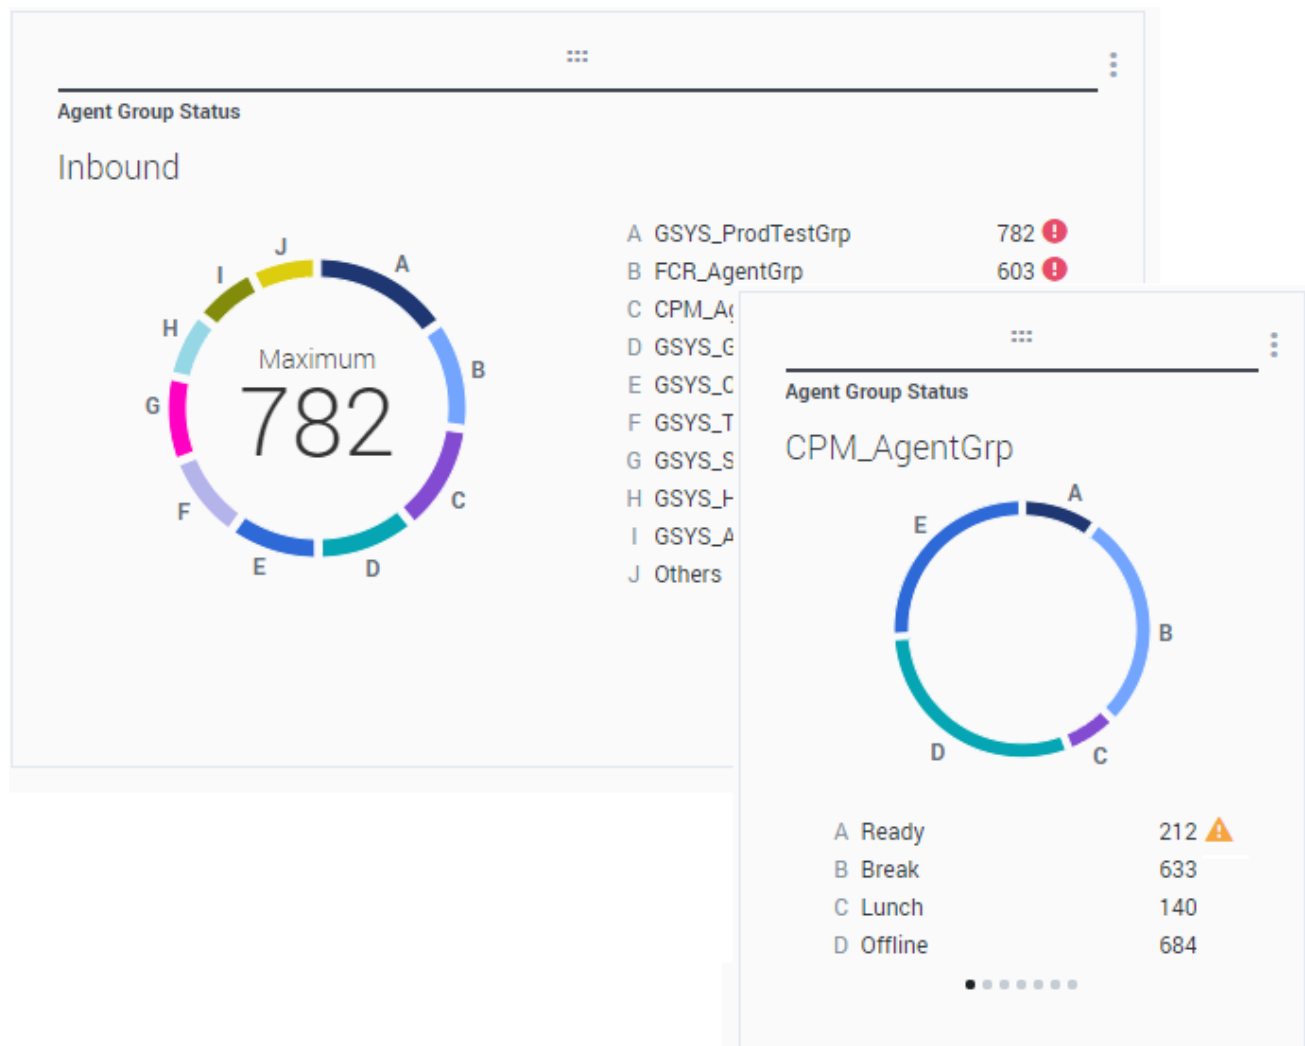 Agent Group Status
Inbound
J
A
I
H
B
G
C
F
E
D
Maximum
782
A GSYS_ProdTestGrp 782
B FCR_AgentGrp 603
C
D
E
F
G
H
I
J Others
Agent Group Status
CPM_AgentGrp
A
E
B
D
C
A Ready 212
B Break 633
C Lunch 140
D Offline 684